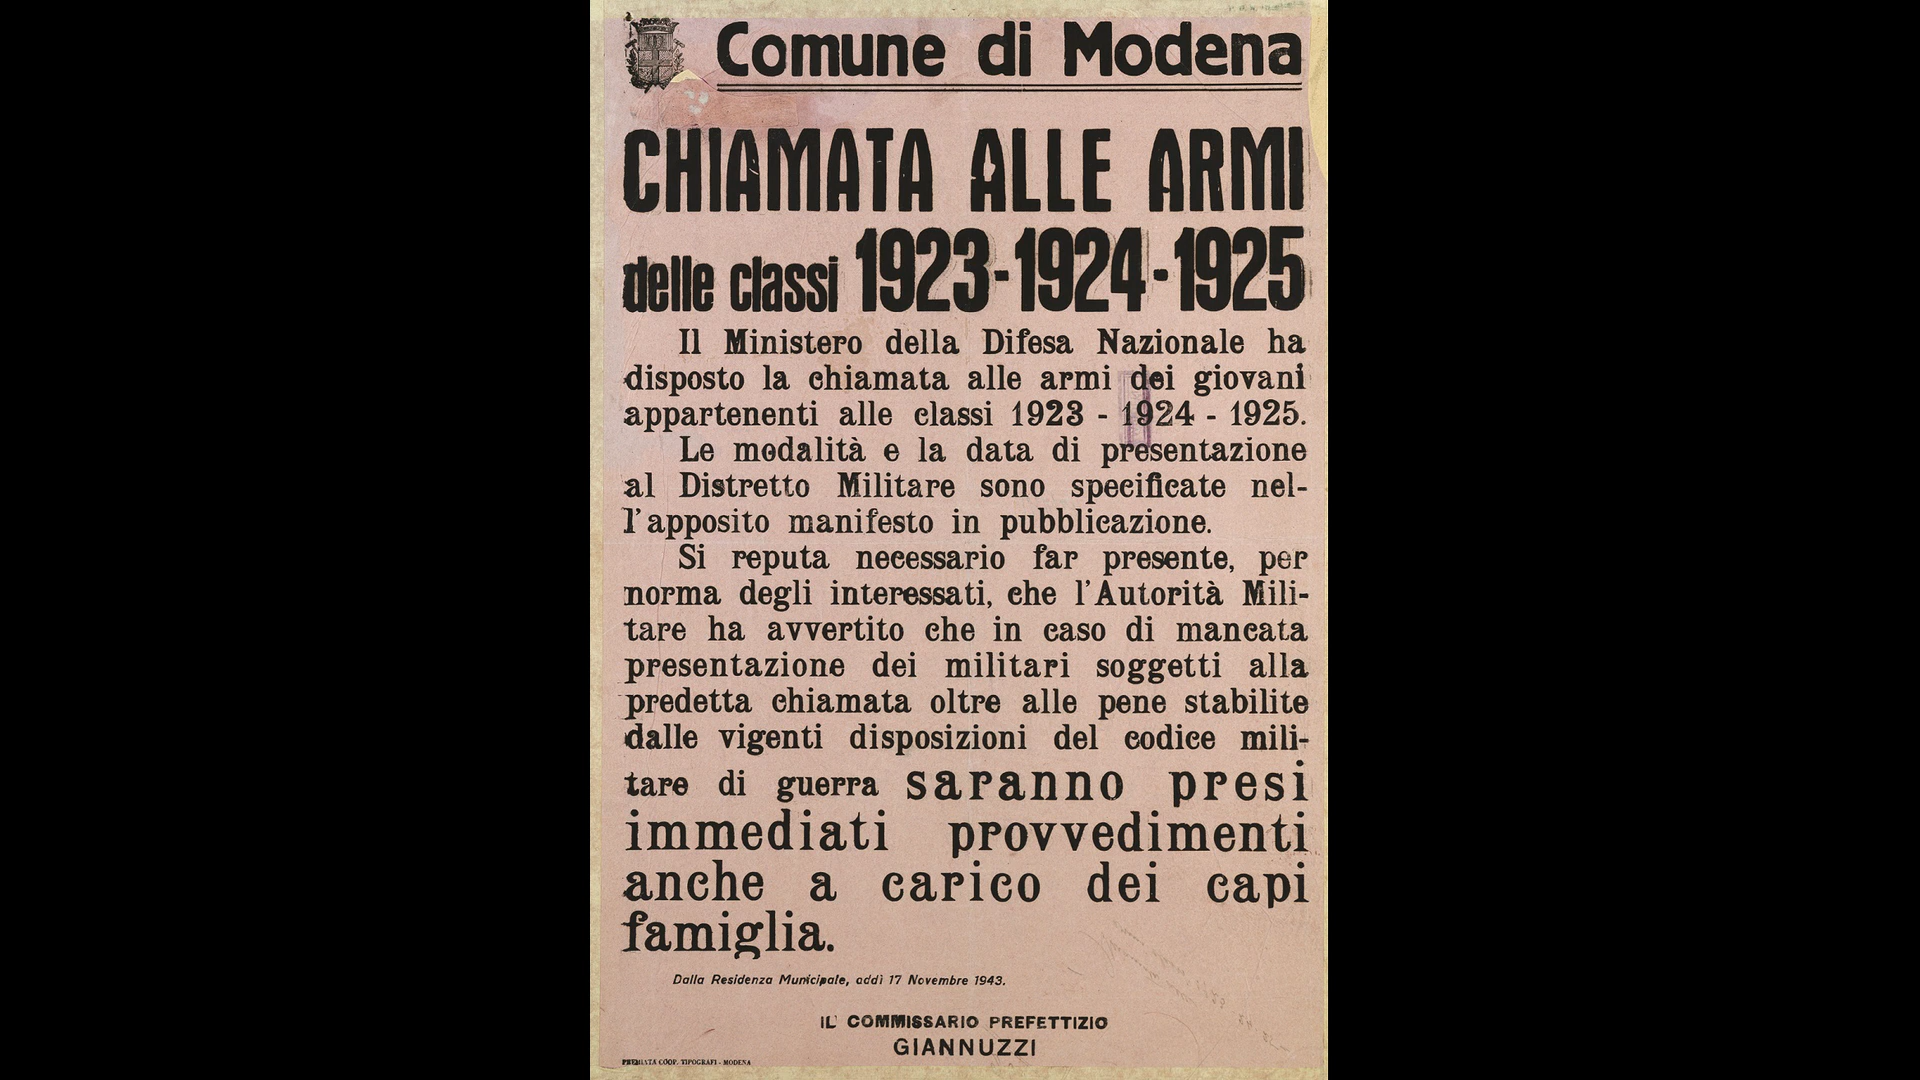 Comune di Modena
CHIAMATA ALLE ARMI
delle classi 1923-1924-1925
Il Ministero della Difesa Nazionale ha
disposto la chiamata alle armi dei giovani
appartenenti alle classi 1923 - 1924 - 1925.
Le modalità e la data di presentazione
al Distretto Militare sono specificate nel-
l'apposito manifesto in pubblicazione.
Si reputa necessario far presente, per
norma degli interessati, che l'Autorità Mili-
tare ha avvertito che in caso di mancata
presentazione dei militari soggetti alla
predetta chiamata oltre alle pene stabilite
dalle vigenti disposizioni del codice mili-
tare di guerra saranno presi
immediati provvedimenti
anche a carico dei capi
famiglia.
Dalla Residenza Municipale, addì 17 Novembre 1943.
IL COMMISSARIO PREFETTIZIO
GIANNUZZI
PREMIATA COOP. TIPOGRAFI - MODENA